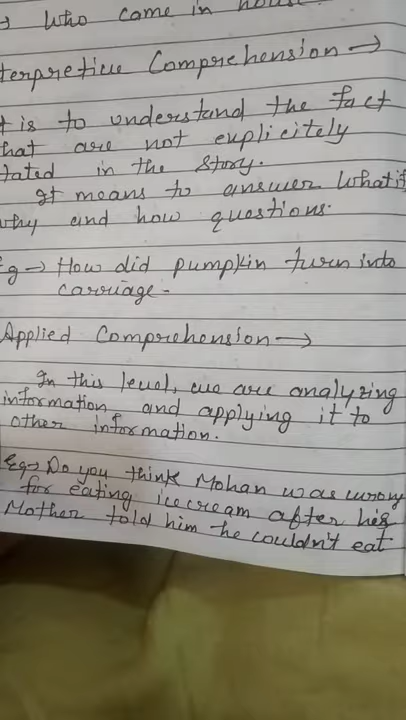 → Who came in house.
terpretive Comprehension →
t is to understand the fact
hat are not explicitely
tated in the story.
It means to answer What if
why and how questions.
Eg → How did pumpkin turn into
carriage -
Applied Comprehension →
In this level, we are analyzing
information and applying it to
other information.
Eg → Do you think Mohan was wrong
for eating icecream after his
Mother told him he couldn't eat